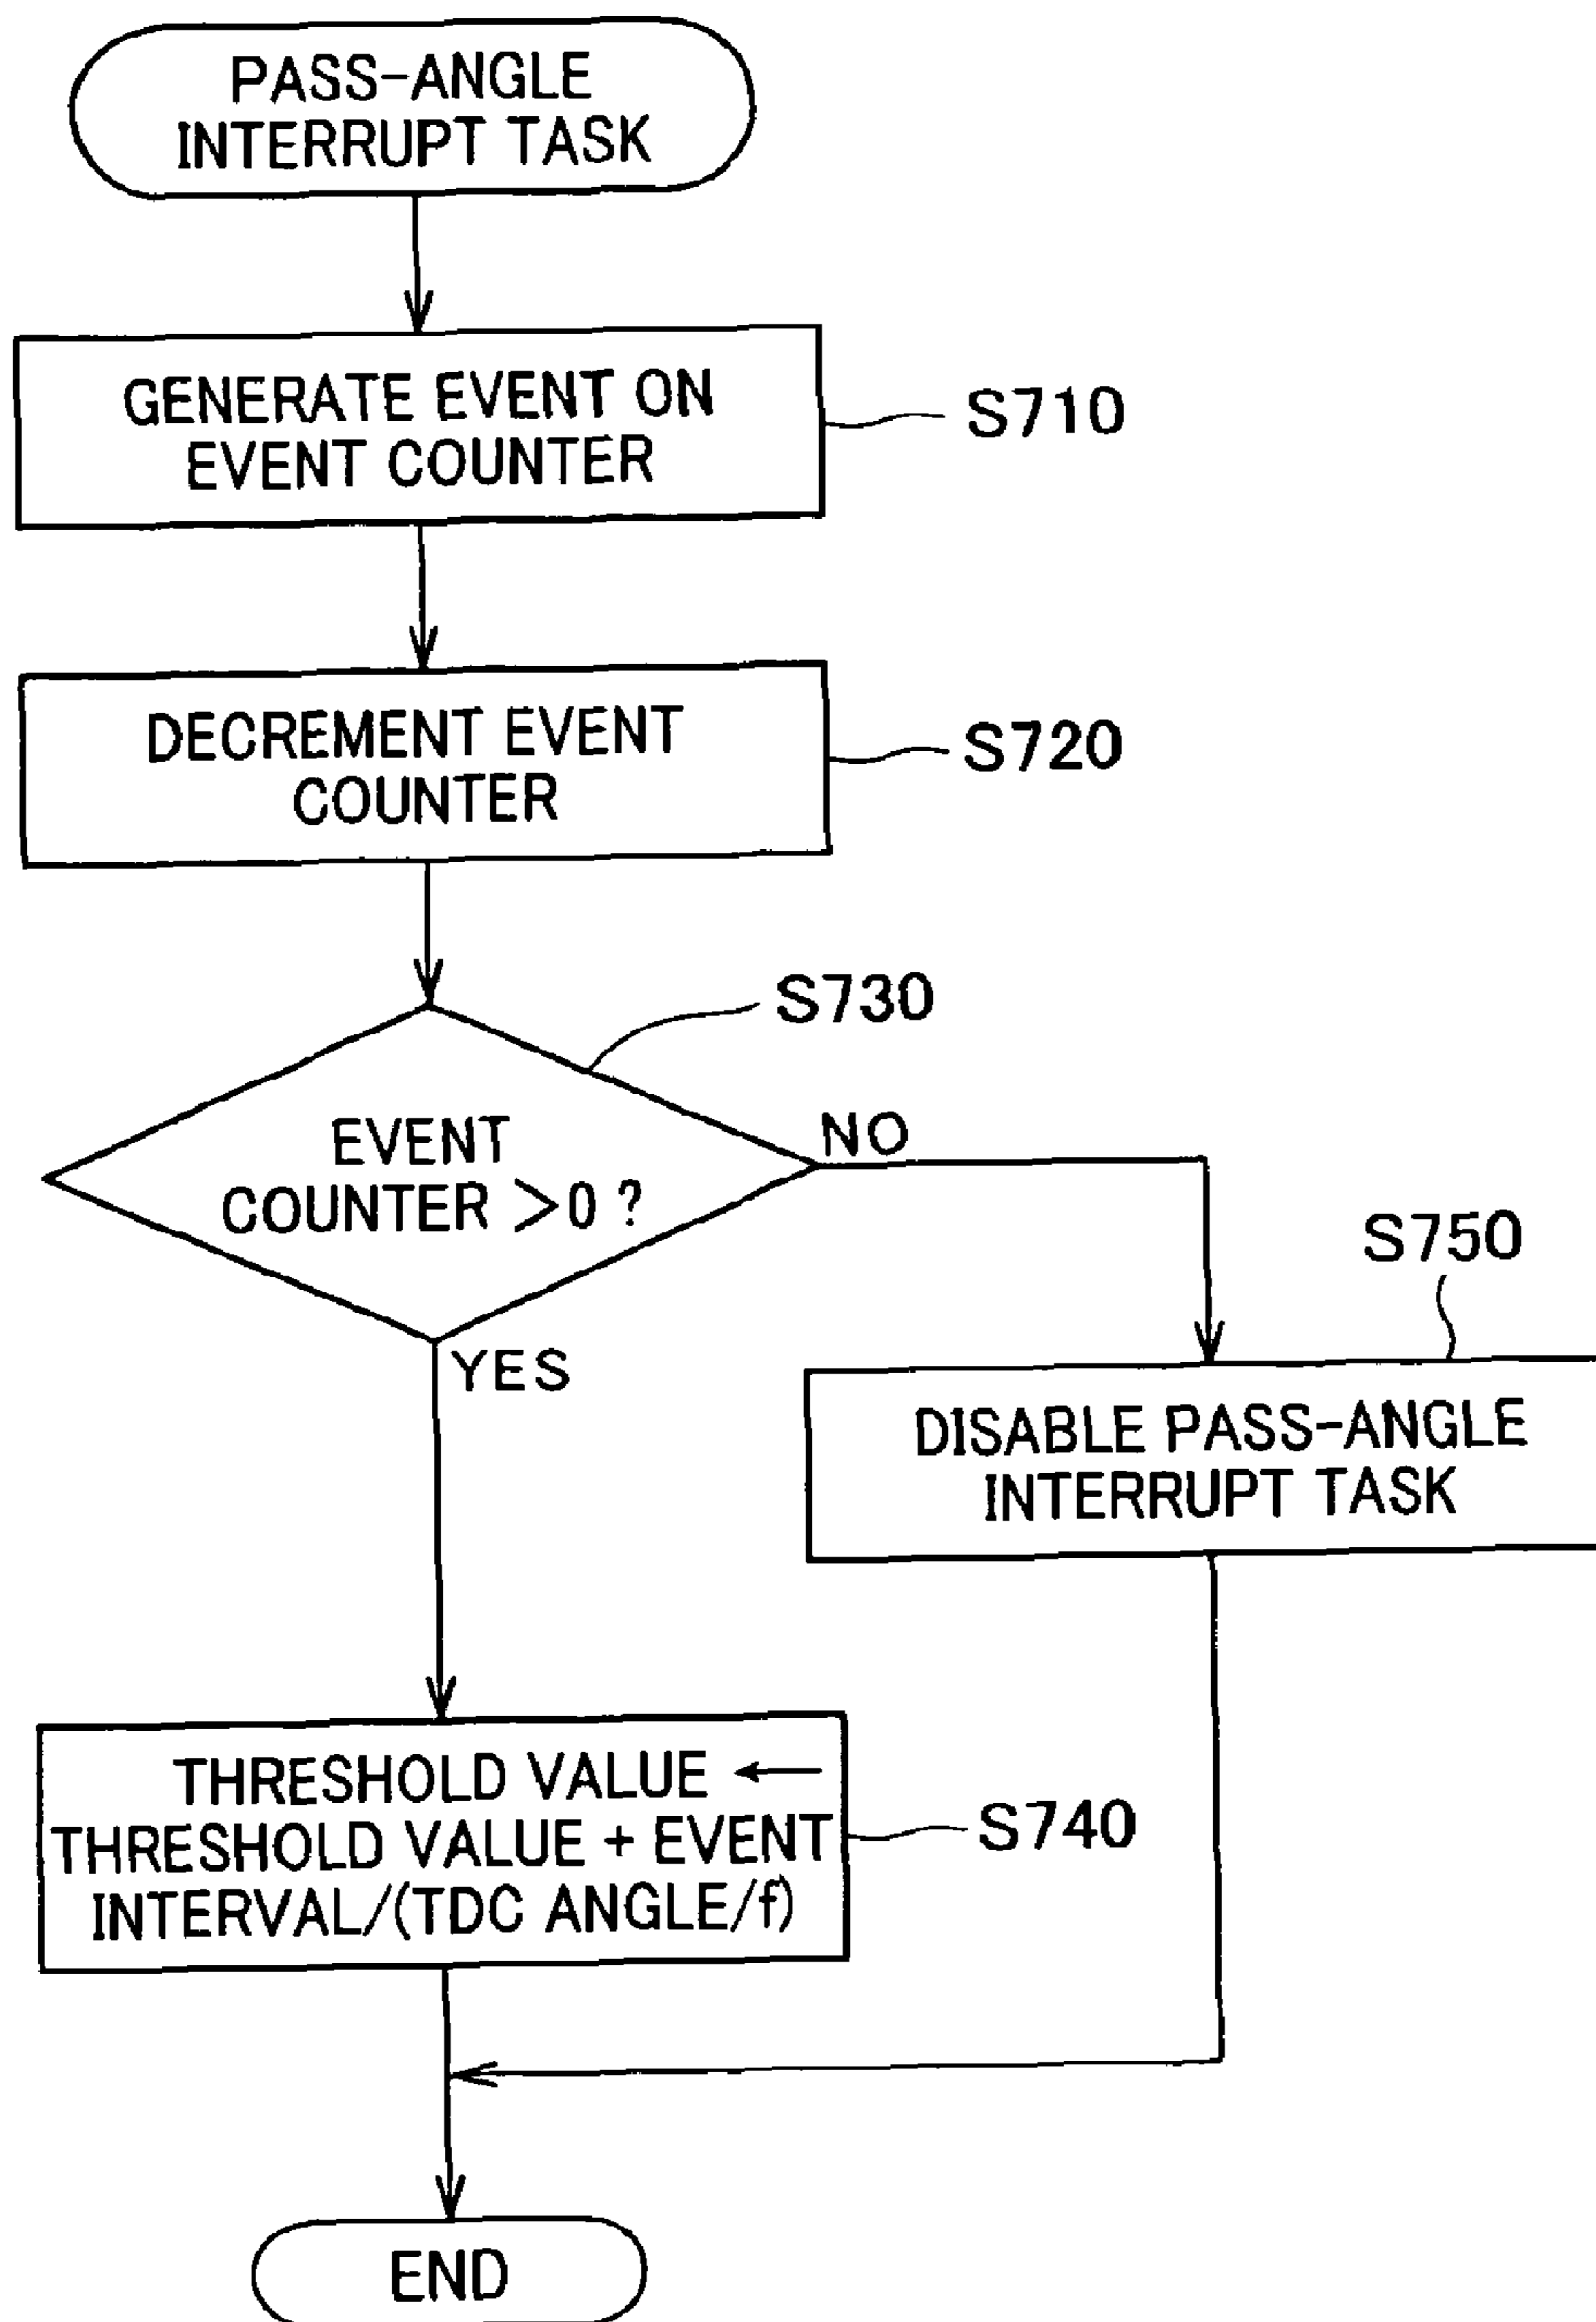 PASS-ANGLE
INTERRUPT TASK
GENERATE EVENT ON
EVENT COUNTER
S710
DECREMENT EVENT
COUNTER
S720
S730
EVENT
COUNTER >0 ?
NO
YES
S750
DISABLE PASS-ANGLE
INTERRUPT TASK
THRESHOLD VALUE ←
THRESHOLD VALUE + EVENT
INTERVAL/(TDC ANGLE/f)
S740
END